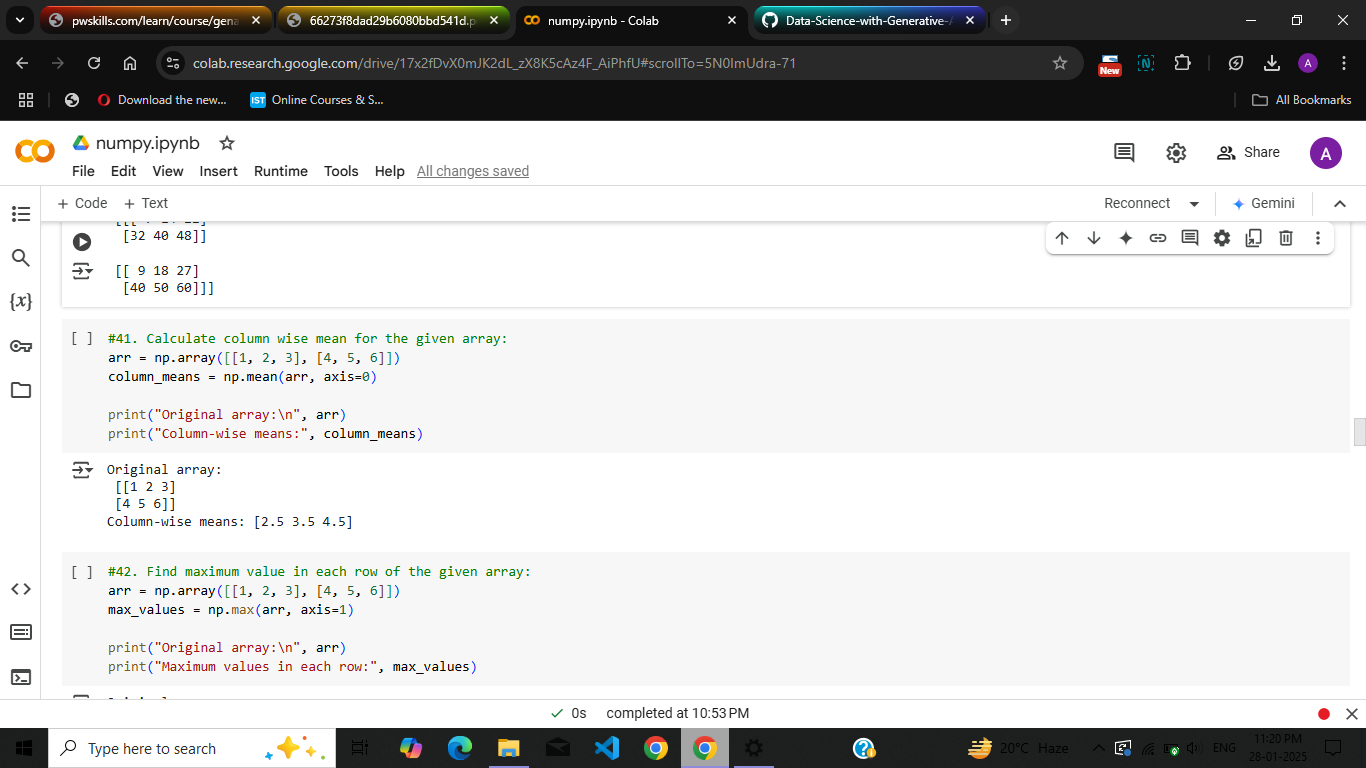 pwskills.com/learn/course/gena
66273f8dad29b6080bbd541d.p
numpy.ipynb - Colab
Data-Science-with-Generative-A
colab.research.google.com/drive/17x2fDvX0mJK2dL_zX8K5cAz4F_AiPhfU#scrollTo=5N0ImUdra-71
New
N
A
Download the new...
IST Online Courses & S...
All Bookmarks
numpy.ipynb
File Edit View Insert Runtime Tools Help All changes saved
Share
A
+ Code + Text
Reconnect
Gemini
[32 40 48]]
[[ 9 18 27]
[40 50 60]]]
[ ] #41. Calculate column wise mean for the given array:
arr = np.array([[1, 2, 3], [4, 5, 6]])
column_means = np.mean(arr, axis=0)
print("Original array:\n", arr)
print("Column-wise means:", column_means)
Original array:
[[1 2 3]
[4 5 6]]
Column-wise means: [2.5 3.5 4.5]
[ ] #42. Find maximum value in each row of the given array:
arr = np.array([[1, 2, 3], [4, 5, 6]])
max_values = np.max(arr, axis=1)
print("Original array:\n", arr)
print("Maximum values in each row:", max_values)
0s completed at 10:53 PM
Type here to search
20°C Haze
ENG
11:20 PM
28-01-2025